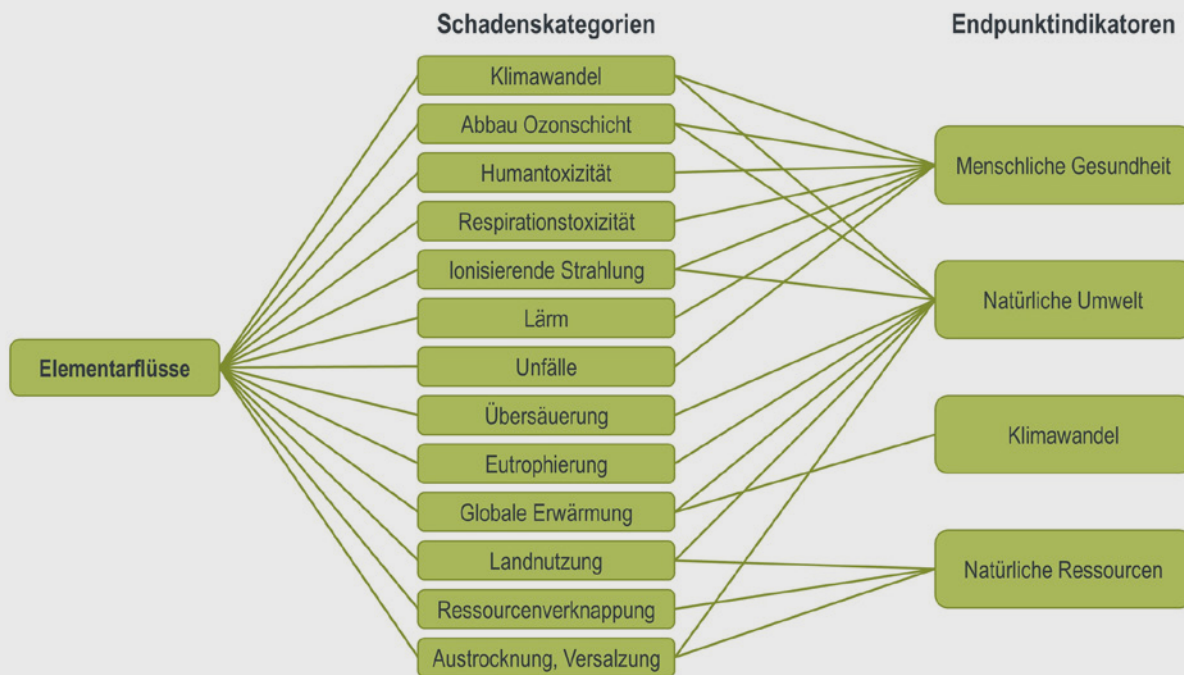 Schadenskategorien
Endpunktindikatoren
Elementarflüsse
Klimawandel
Abbau Ozonschicht
Humantoxizität
Respirationstoxizität
Ionisierende Strahlung
Lärm
Unfälle
Übersäuerung
Eutrophierung
Globale Erwärmung
Landnutzung
Ressourcenverknappung
Austrocknung, Versalzung
Menschliche Gesundheit
Natürliche Umwelt
Klimawandel
Natürliche Ressourcen